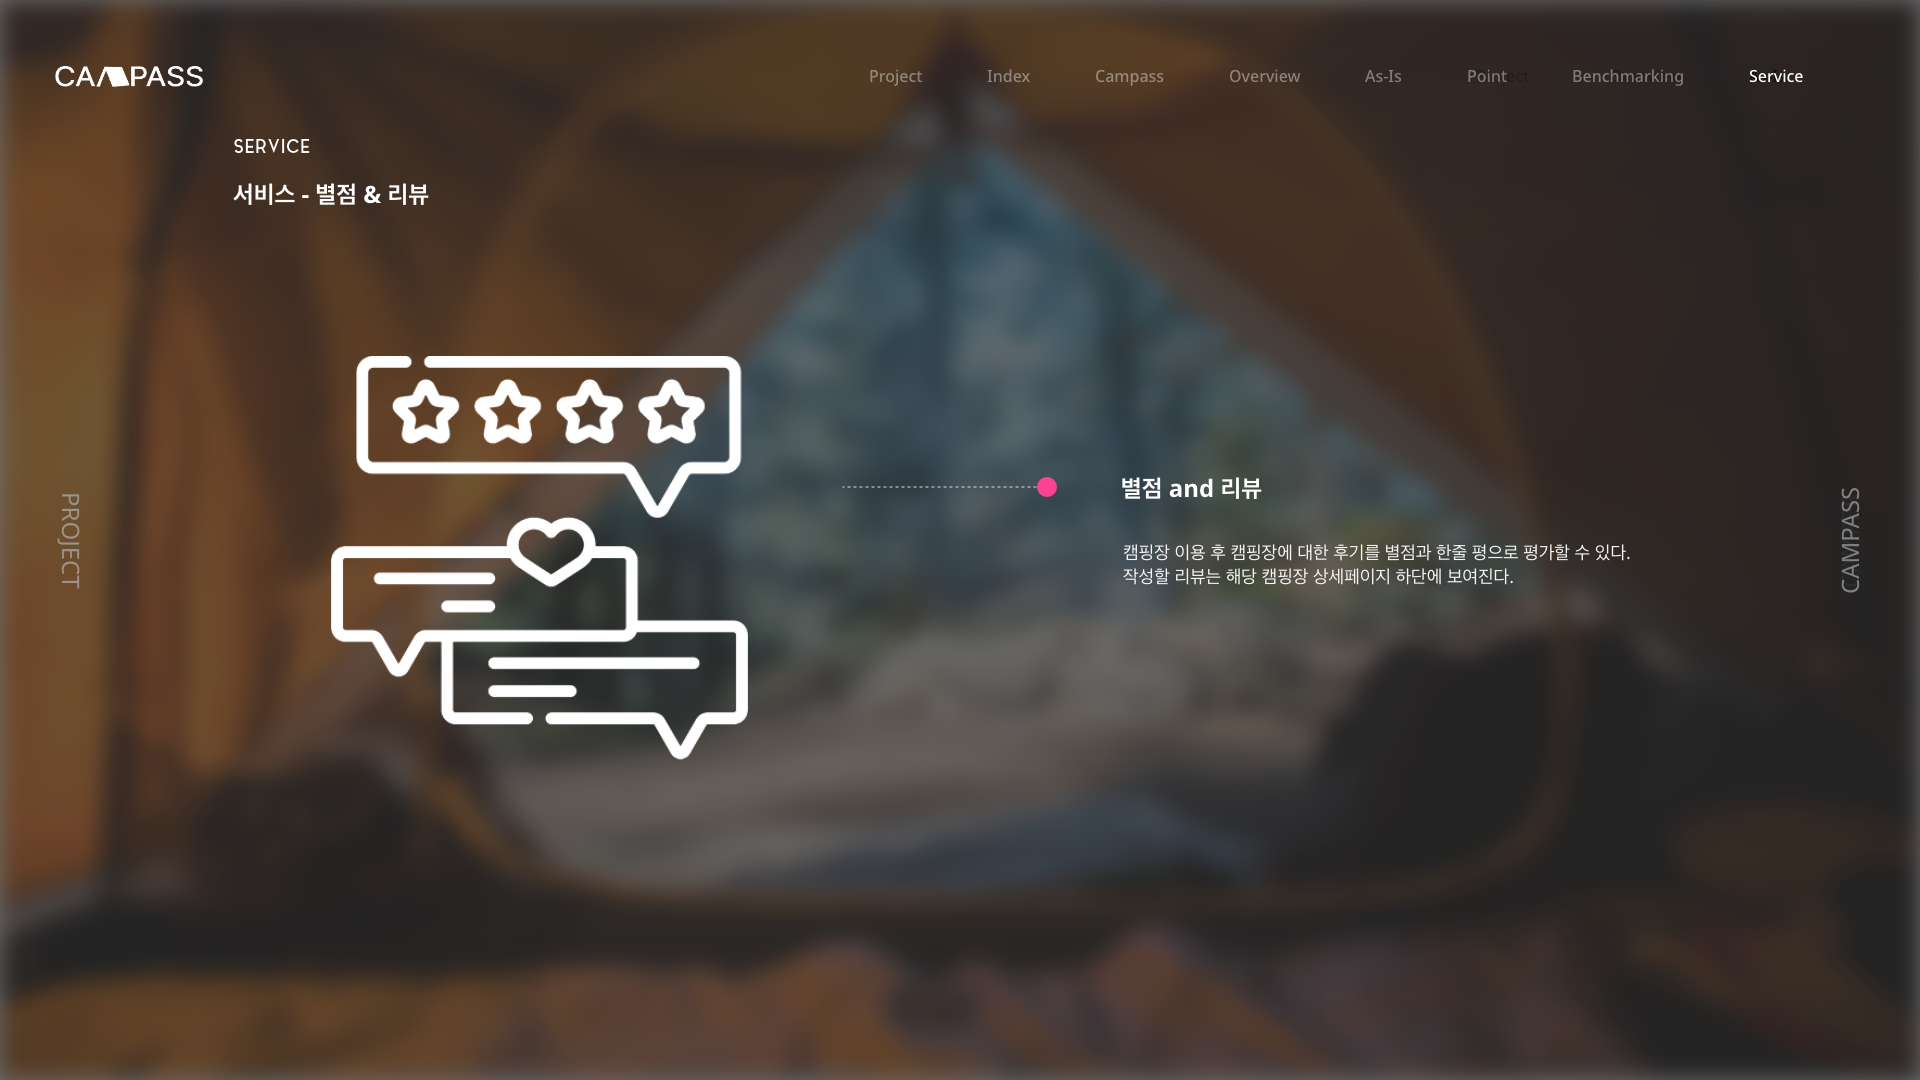 CAMPASS
Project Index Campass Overview As-Is Point Benchmarking Service
SERVICE
서비스 - 별점 & 리뷰
PROJECT
별점 and 리뷰
캠핑장 이용 후 캠핑장에 대한 후기를 별점과 한줄 평으로 평가할 수 있다.
작성할 리뷰는 해당 캠핑장 상세페이지 하단에 보여진다.
CAMPASS